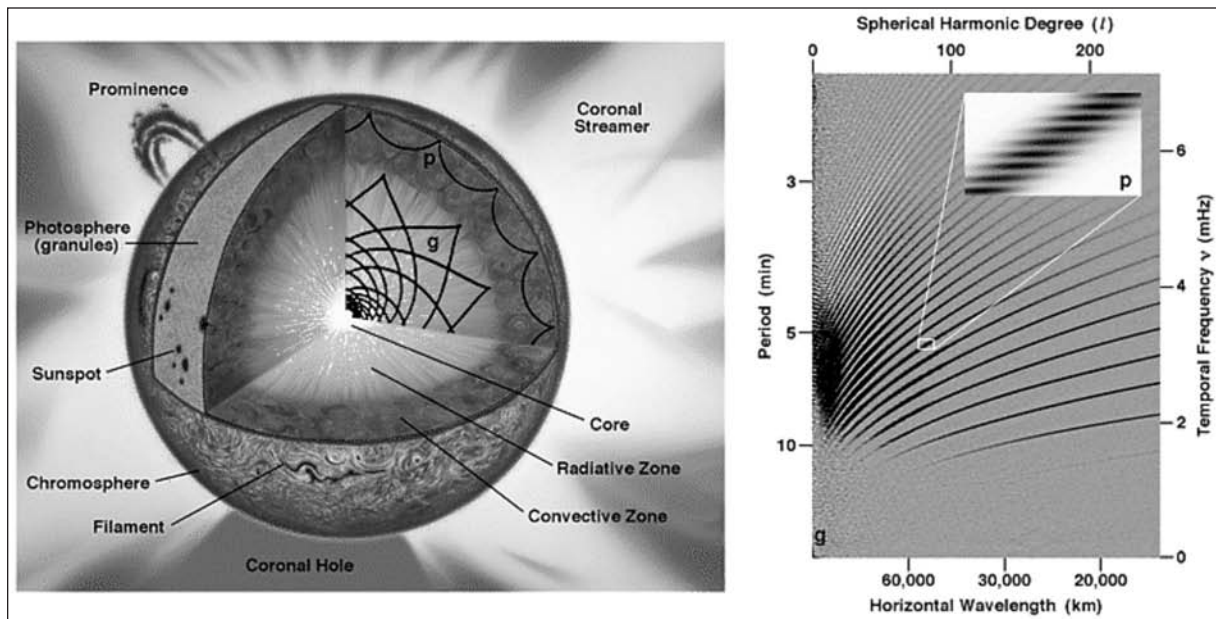 Prominence
Coronal
Streamer
p
Photosphere
(granules)
g
Sunspot
Core
Radiative Zone
Chromosphere
Convective Zone
Filament
Coronal Hole
Spherical Harmonic Degree (l)
0 100 200
p
3
5
10
Period (min)
6
4
2
0
Temporal Frequency ν (mHz)
g
60,000 30,000 20,000
Horizontal Wavelength (km)